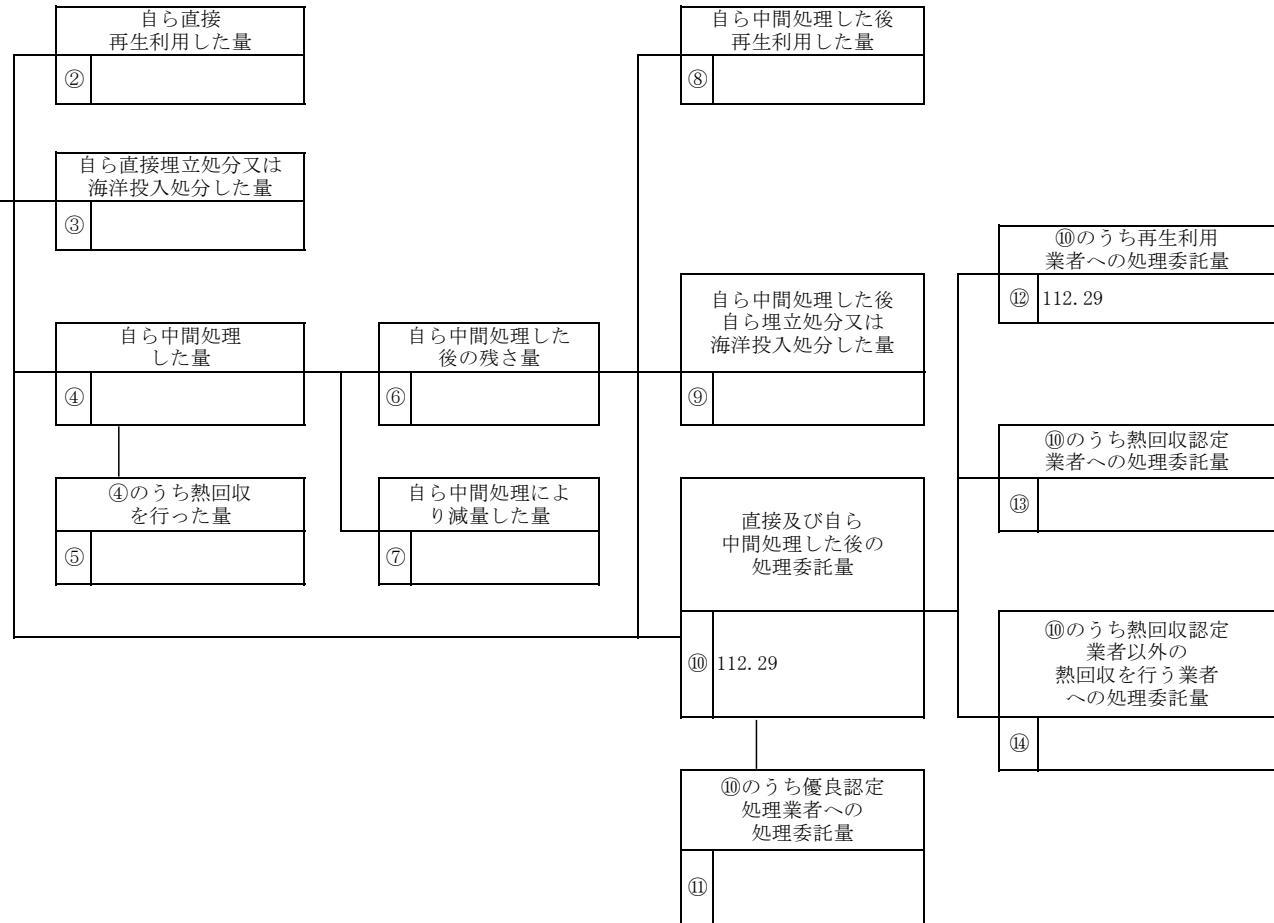 自ら直接
再生利用した量
②
自ら直接埋立処分又は
海洋投入処分した量
③
自ら中間処理
した量
④
④のうち熱回収
を行った量
⑤
自ら中間処理した
後の残さ量
⑥
自ら中間処理によ
り減量した量
⑦
自ら中間処理した後
再生利用した量
⑧
自ら中間処理した後
自ら埋立処分又は
海洋投入処分した量
⑨
直接及び自ら
中間処理した後の
処理委託量
⑩ 112.29
⑩のうち優良認定
処理業者への
処理委託量
⑪
⑩のうち再生利用
業者への処理委託量
⑫ 112.29
⑩のうち熱回収認定
業者への処理委託量
⑬
⑩のうち熱回収認定
業者以外の
熱回収を行う業者
への処理委託量
⑭